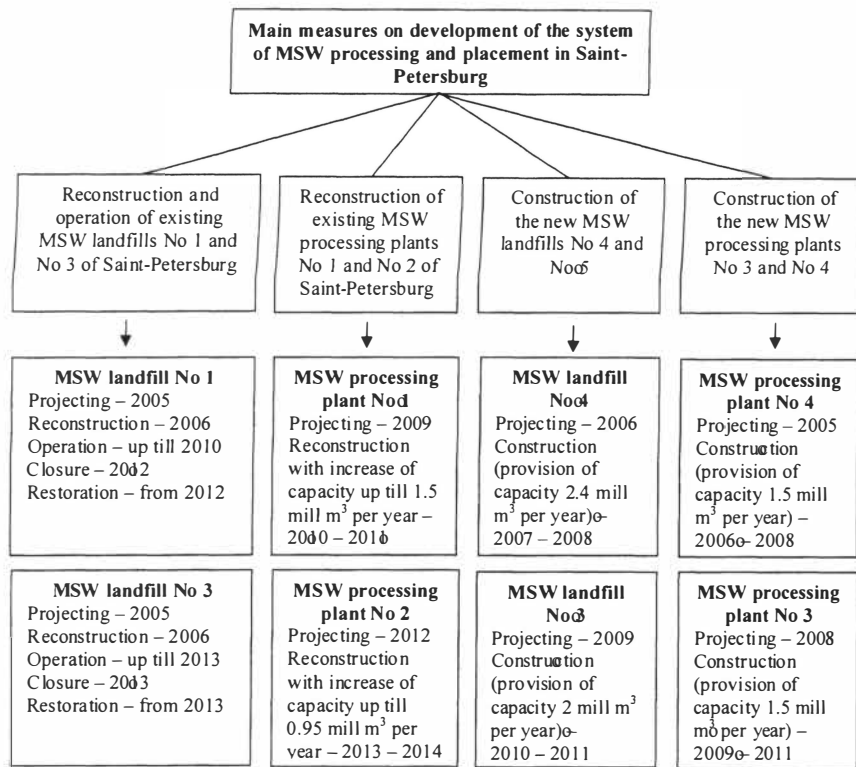 Main measures on development of the system
of MSW processing and placement in Saint-
Petersburg
Reconstruction and
operation of existing
MSW landfills No 1 and
No 3 of Saint-Petersburg
Reconstruction of
existing MSW
processing plants
No 1 and No 2 of
Saint-Petersburg
Construction of
the new MSW
landfills No 4 and
No 5
Construction of
the new MSW
processing plants
No 3 and No 4
MSW landfill No 1
Projecting – 2005
Reconstruction – 2006
Operation – up till 2010
Closure – 2012
Restoration – from 2012
MSW processing
plant No 1
Projecting – 2009
Reconstruction
with increase of
capacity up till 1.5
mill m³ per year –
2010 – 2011
MSW landfill
No 4
Projecting – 2006
Construction
(provision of
capacity 2.4 mill
m³ per year) –
2007 – 2008
MSW processing
plant No 4
Projecting – 2005
Construction
(provision of
capacity 1.5 mill
m³ per year) –
2006 – 2008
MSW landfill No 3
Projecting – 2005
Reconstruction – 2006
Operation – up till 2013
Closure – 2013
Restoration – from 2013
MSW processing
plant No 2
Projecting – 2012
Reconstruction
with increase of
capacity up till
0.95 mill m³ per
year – 2013 – 2014
MSW landfill
No 3
Projecting – 2009
Construction
(provision of
capacity 2 mill m³
per year) –
2010 – 2011
MSW processing
plant No 3
Projecting – 2008
Construction
(provision of
capacity 1.5 mill
m³ per year) –
2009 – 2011